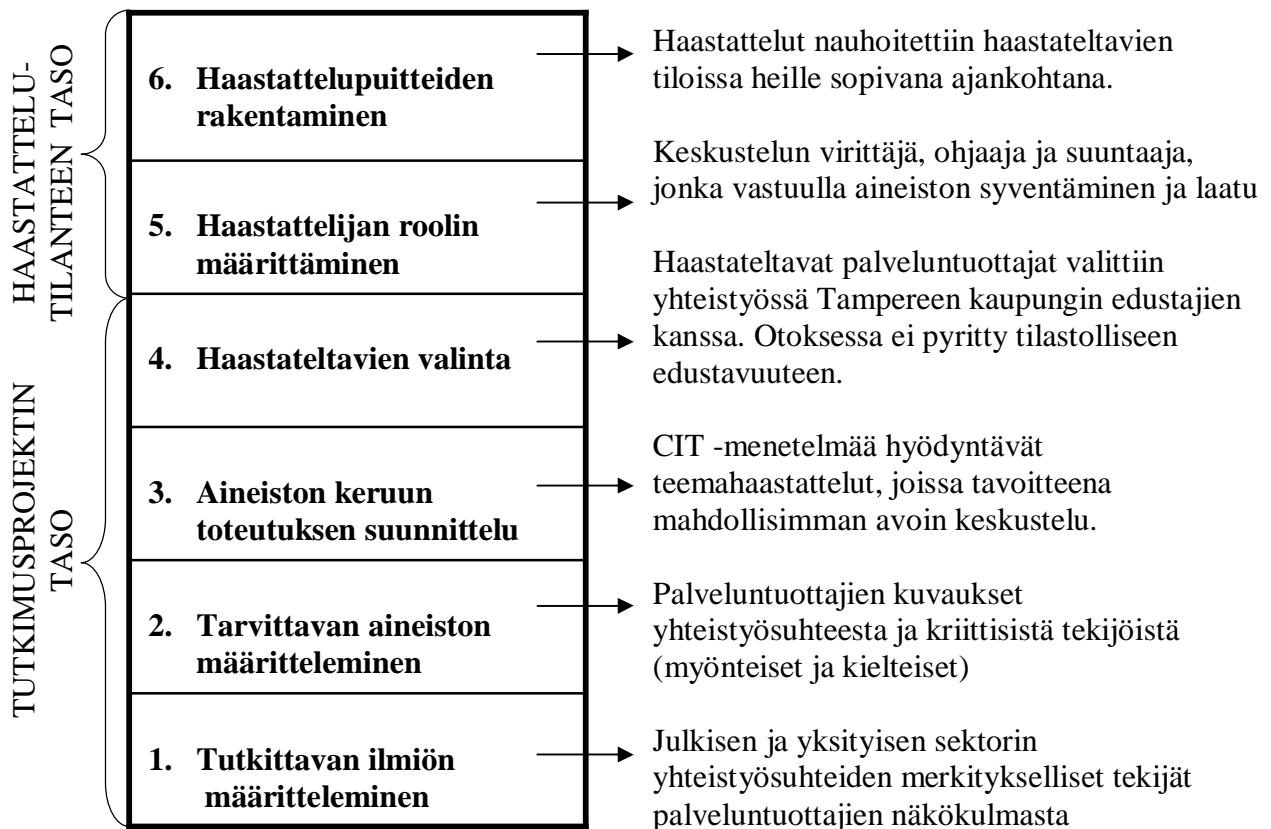 HAASTATTELU-
TILANTEEN TASO
6. Haastattelupuitteiden
rakentaminen
Haastattelut nauhoitettiin haastateltavien
tiloissa heille sopivana ajankohtana.
5. Haastattelijan roolin
määrittäminen
Keskustelun virittäjä, ohjaaja ja suuntaaja,
jonka vastuulla aineiston syventäminen ja laatu
TUTKIMUSPROJEKTIN
TASO
4. Haastateltavien valinta
Haastateltavat palveluntuottajat valittiin
yhteistyössä Tampereen kaupungin edustajien
kanssa. Otoksessa ei pyritty tilastolliseen
edustavuuteen.
3. Aineiston keruun
toteutuksen suunnittelu
CIT -menetelmää hyödyntävät
teemahaastattelut, joissa tavoitteena
mahdollisimman avoin keskustelu.
2. Tarvittavan aineiston
määritteleminen
Palveluntuottajien kuvaukset
yhteistyösuhteesta ja kriittisistä tekijöistä
(myönteiset ja kielteiset)
1. Tutkittavan ilmiön
määritteleminen
Julkisen ja yksityisen sektorin
yhteistyösuhteiden merkitykselliset tekijät
palveluntuottajien näkökulmasta